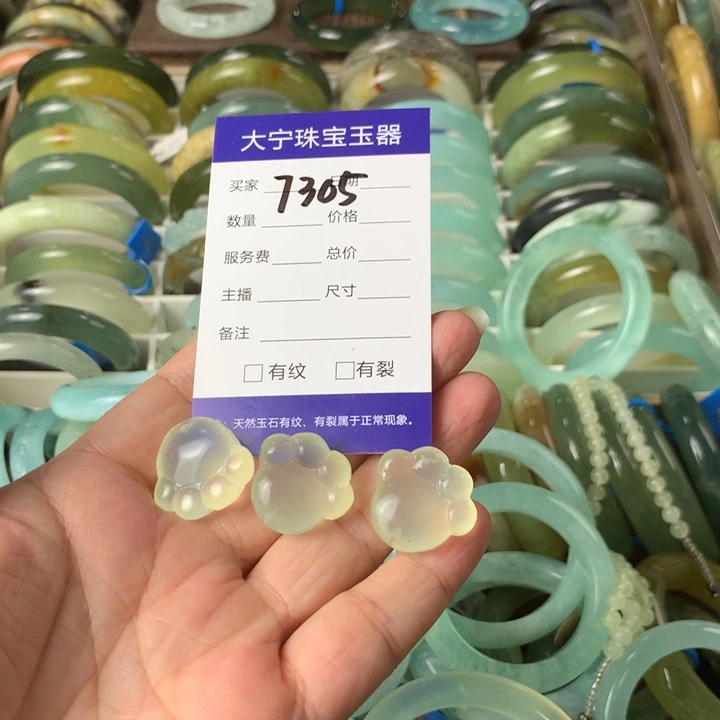 大宁珠宝玉器
买家 7305 日期
数量 价格
服务费 总价
主播 尺寸
备注
□ 有纹 □ 有裂
天然玉石有纹、有裂属于正常现象。